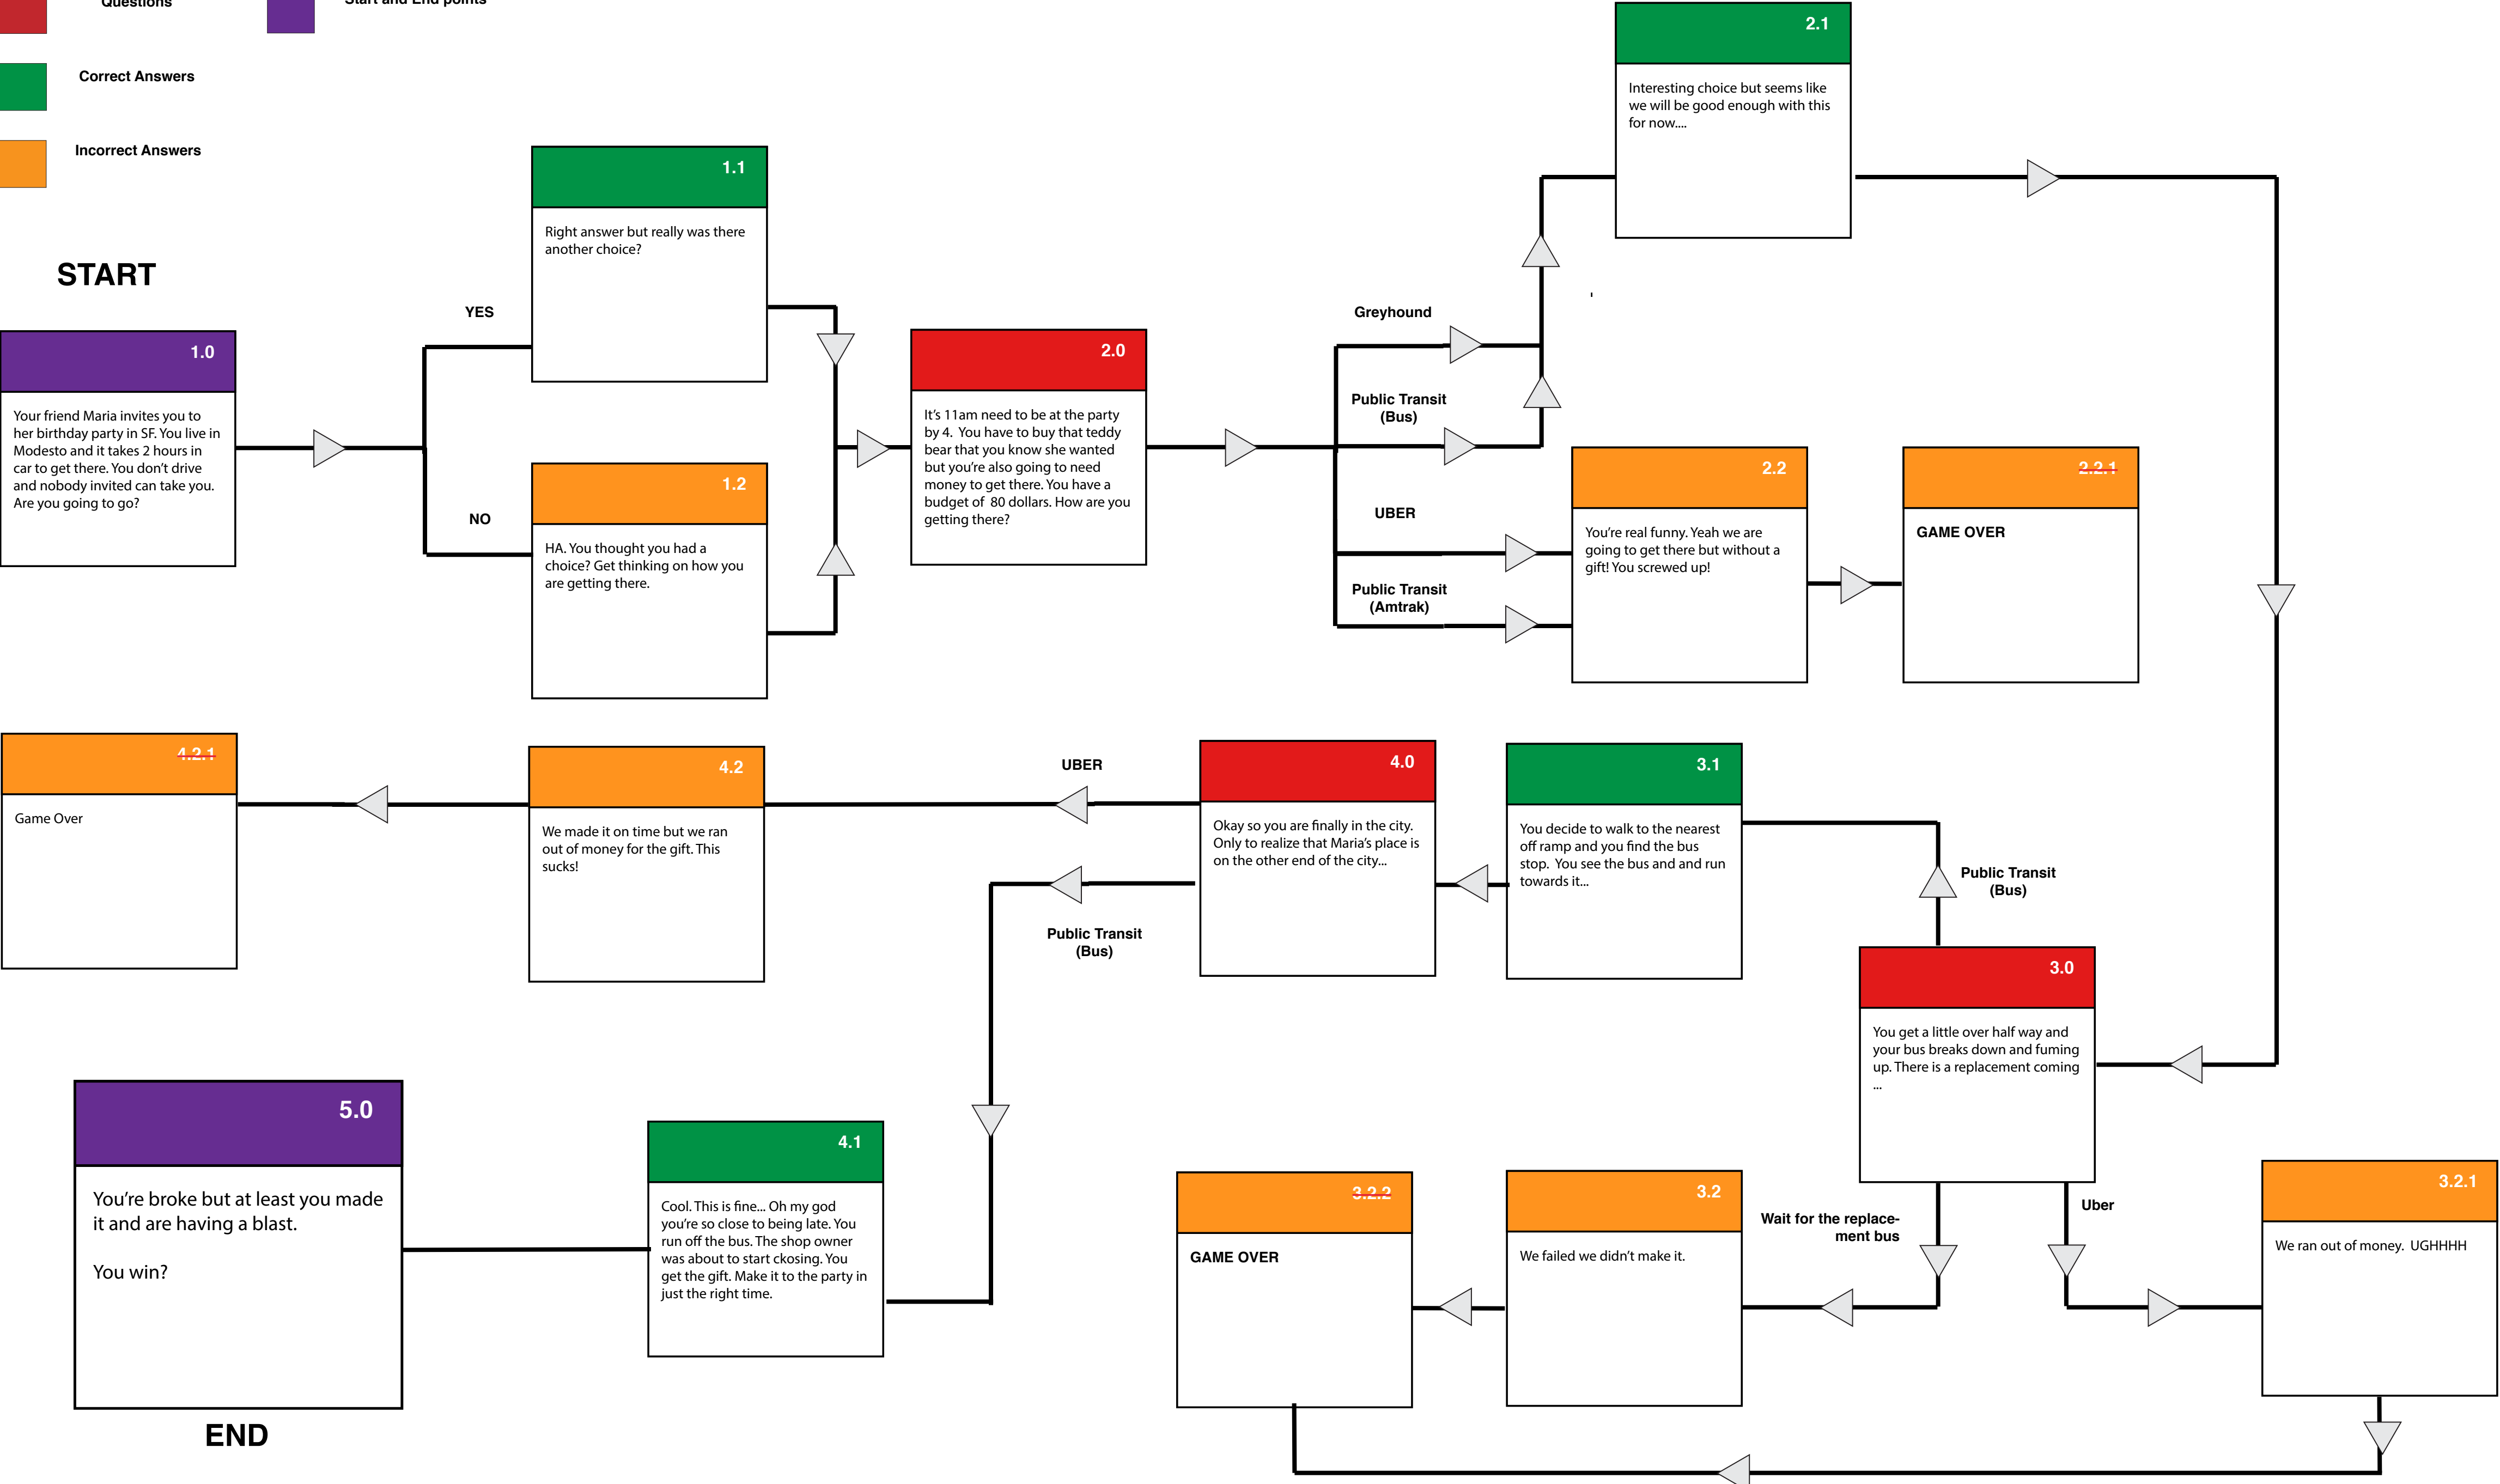 Questions
Start and End points
Correct Answers
Incorrect Answers
START
1.0
Your friend Maria invites you to
her birthday party in SF. You live in
Modesto and it takes 2 hours in
car to get there. You don't drive
and nobody invited can take you.
Are you going to go?
YES
NO
1.1
Right answer but really was there
another choice?
1.2
HA. You thought you had a
choice? Get thinking on how you
are getting there.
2.0
It's 11am need to be at the party
by 4.  You have to buy that teddy
bear that you know she wanted
but you're also going to need
money to get there. You have a
budget of  80 dollars. How are you
getting there?
Greyhound
Public Transit
(Bus)
UBER
Public Transit
(Amtrak)
2.1
Interesting choice but seems like
we will be good enough with this
for now....
2.2
You're real funny. Yeah we are
going to get there but without a
gift! You screwed up!
2.2.1
GAME OVER
3.0
You get a little over half way and
your bus breaks down and fuming
up. There is a replacement coming
...
Public Transit
(Bus)
Wait for the replace-
ment bus
Uber
3.1
You decide to walk to the nearest
off ramp and you find the bus
stop.  You see the bus and and run
towards it...
3.2
We failed we didn't make it.
3.2.1
We ran out of money.  UGHHHH
3.2.2
GAME OVER
4.0
Okay so you are finally in the city.
Only to realize that Maria's place is
on the other end of the city...
UBER
Public Transit
(Bus)
4.2
We made it on time but we ran
out of money for the gift. This
sucks!
4.2.1
Game Over
4.1
Cool. This is fine... Oh my god
you're so close to being late. You
run off the bus. The shop owner
was about to start ckosing. You
get the gift. Make it to the party in
just the right time.
5.0
You're broke but at least you made
it and are having a blast.
You win?
END